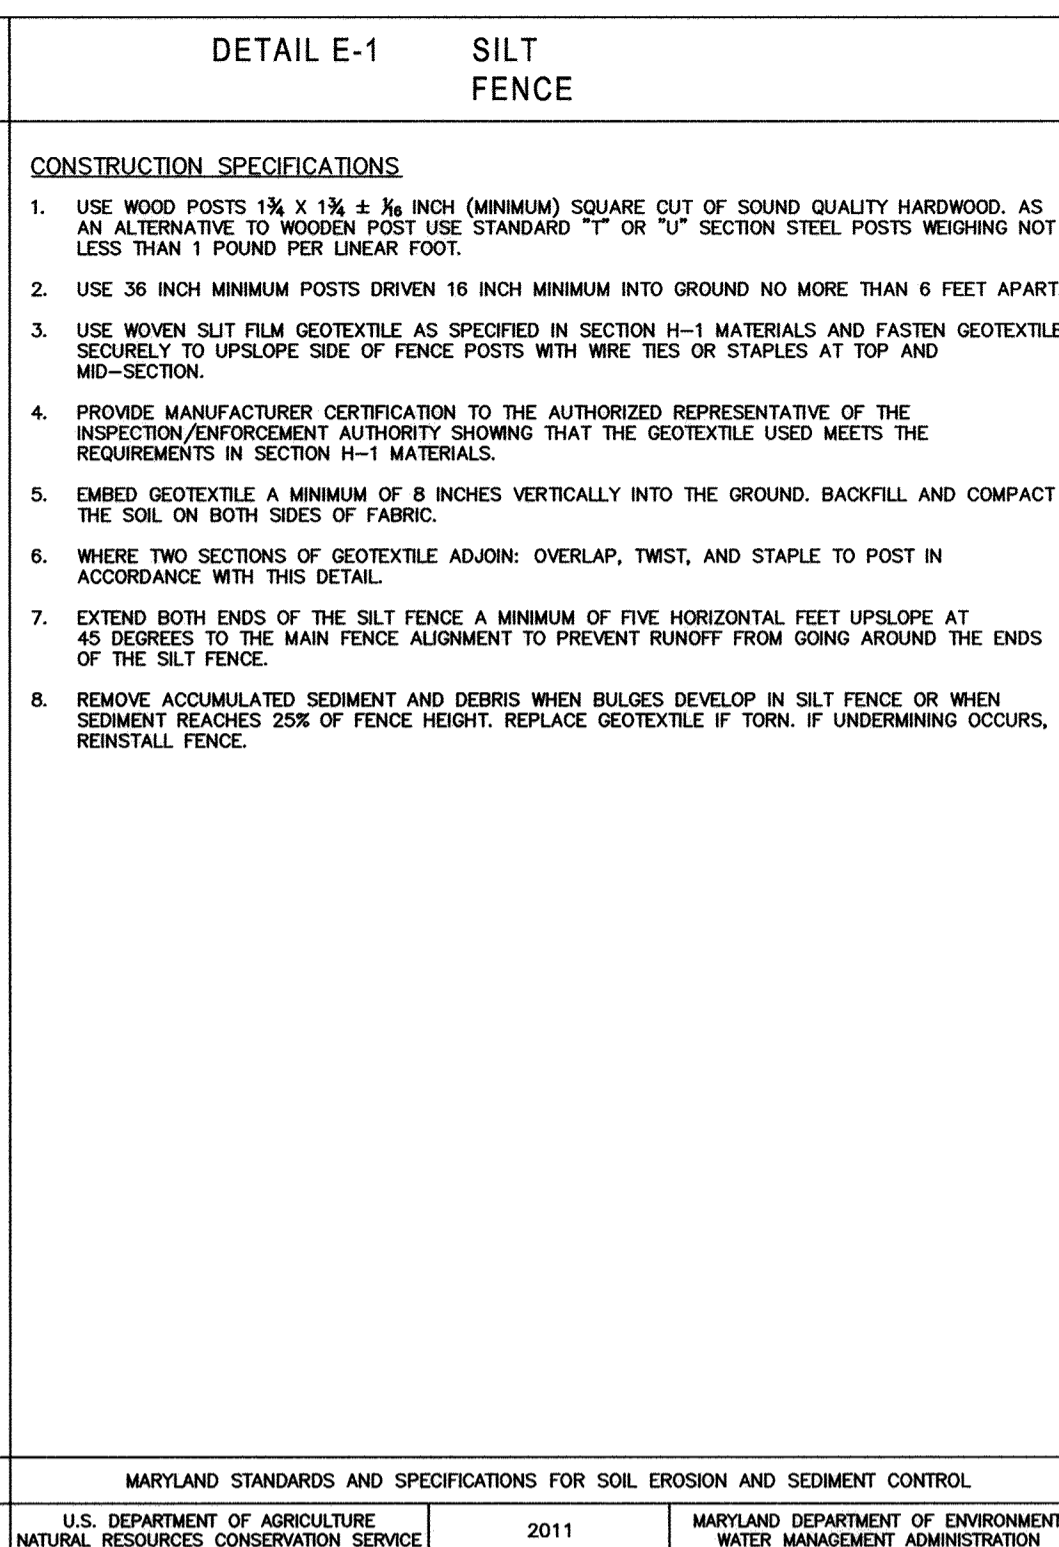 DETAIL E-1 SILT
FENCE
CONSTRUCTION SPECIFICATIONS
1. USE WOOD POSTS 1¾ X 1¾ ± 1⁄16 INCH (MINIMUM) SQUARE CUT OF SOUND QUALITY HARDWOOD. AS
AN ALTERNATIVE TO WOODEN POST USE STANDARD "T" OR "U" SECTION STEEL POSTS WEIGHING NOT
LESS THAN 1 POUND PER LINEAR FOOT.
2. USE 36 INCH MINIMUM POSTS DRIVEN 16 INCH MINIMUM INTO GROUND NO MORE THAN 6 FEET APART
3. USE WOVEN SLIT FILM GEOTEXTILE AS SPECIFIED IN SECTION H-1 MATERIALS AND FASTEN GEOTEXTILE
SECURELY TO UPSLOPE SIDE OF FENCE POSTS WITH WIRE TIES OR STAPLES AT TOP AND
MID-SECTION.
4. PROVIDE MANUFACTURER CERTIFICATION TO THE AUTHORIZED REPRESENTATIVE OF THE
INSPECTION/ENFORCEMENT AUTHORITY SHOWING THAT THE GEOTEXTILE USED MEETS THE
REQUIREMENTS IN SECTION H-1 MATERIALS.
5. EMBED GEOTEXTILE A MINIMUM OF 8 INCHES VERTICALLY INTO THE GROUND. BACKFILL AND COMPACT
THE SOIL ON BOTH SIDES OF FABRIC.
6. WHERE TWO SECTIONS OF GEOTEXTILE ADJOIN: OVERLAP, TWIST, AND STAPLE TO POST IN
ACCORDANCE WITH THIS DETAIL.
7. EXTEND BOTH ENDS OF THE SILT FENCE A MINIMUM OF FIVE HORIZONTAL FEET UPSLOPE AT
45 DEGREES TO THE MAIN FENCE ALIGNMENT TO PREVENT RUNOFF FROM GOING AROUND THE ENDS
OF THE SILT FENCE.
8. REMOVE ACCUMULATED SEDIMENT AND DEBRIS WHEN BULGES DEVELOP IN SILT FENCE OR WHEN
SEDIMENT REACHES 25% OF FENCE HEIGHT. REPLACE GEOTEXTILE IF TORN. IF UNDERMINING OCCURS,
REINSTALL FENCE.
MARYLAND STANDARDS AND SPECIFICATIONS FOR SOIL EROSION AND SEDIMENT CONTROL
U.S. DEPARTMENT OF AGRICULTURE
NATURAL RESOURCES CONSERVATION SERVICE
2011
MARYLAND DEPARTMENT OF ENVIRONMENT
WATER MANAGEMENT ADMINISTRATION